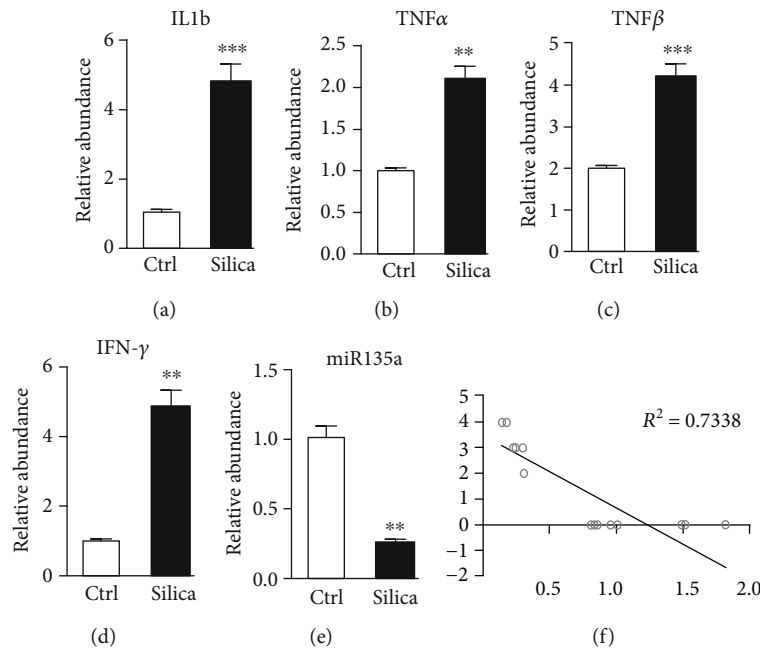 IL1b
Relative abundance
6
4
2
0
***
Ctrl
Silica
(a)
TNFα
Relative abundance
2.5
2.0
1.5
1.0
0.5
0.0
**
Ctrl
Silica
(b)
TNFβ
Relative abundance
5
4
3
2
1
0
***
Ctrl
Silica
(c)
IFN-γ
Relative abundance
6
4
2
0
**
Ctrl
Silica
(d)
miR135a
Relative abundance
1.5
1.0
0.5
0.0
**
Ctrl
Silica
(e)
5
4
3
2
1
0
−1
−2
R² = 0.7338
0.5
1.0
1.5
2.0
(f)